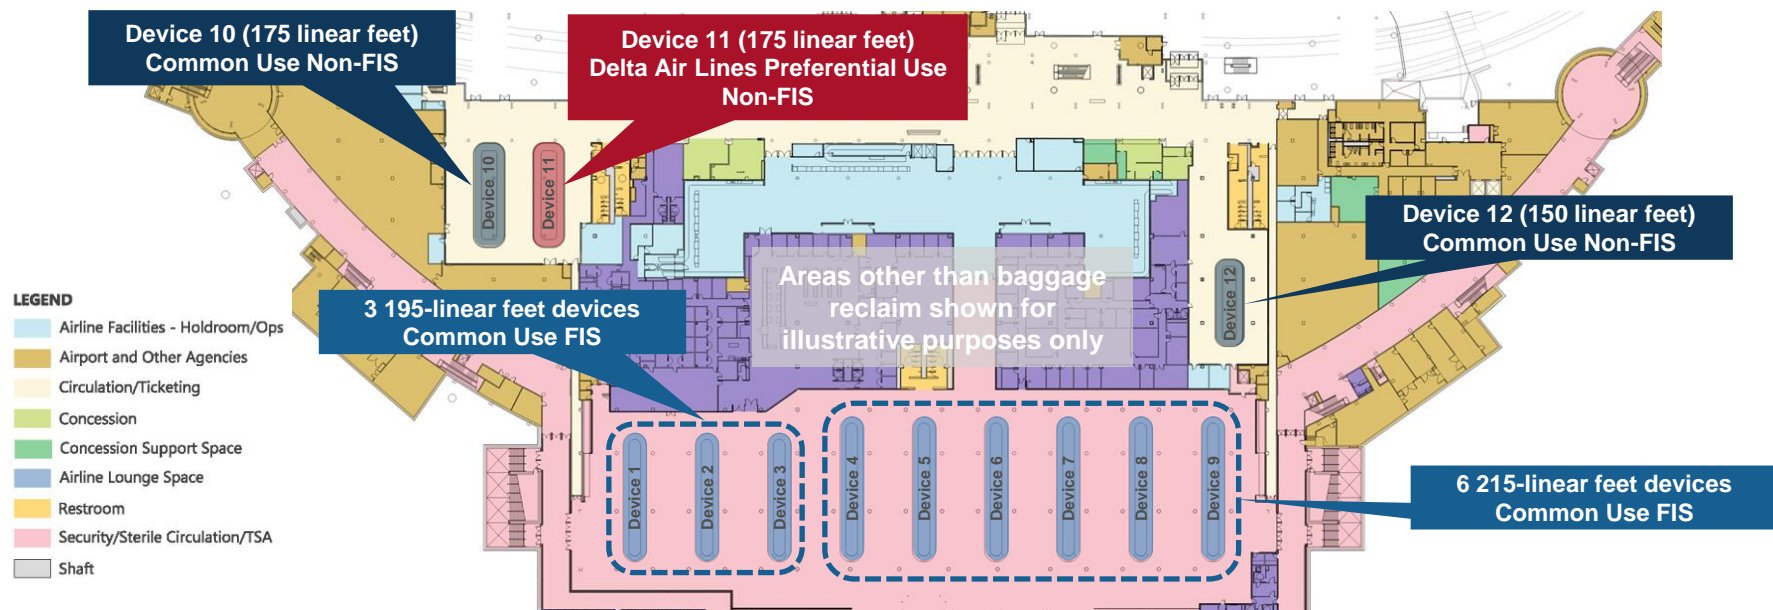 Device 10 (175 linear feet)
Common Use Non-FIS
Device 11 (175 linear feet)
Delta Air Lines Preferential Use
Non-FIS
Device 10
Device 11
Device 12 (150 linear feet)
Common Use Non-FIS
Device 12
Areas other than baggage
reclaim shown for
illustrative purposes only
3 195-linear feet devices
Common Use FIS
LEGEND
Airline Facilities - Holdroom/Ops
Airport and Other Agencies
Circulation/Ticketing
Concession
Concession Support Space
Airline Lounge Space
Restroom
Security/Sterile Circulation/TSA
Shaft
Device 1
Device 2
Device 3
Device 4
Device 5
Device 6
Device 7
Device 8
Device 9
6 215-linear feet devices
Common Use FIS